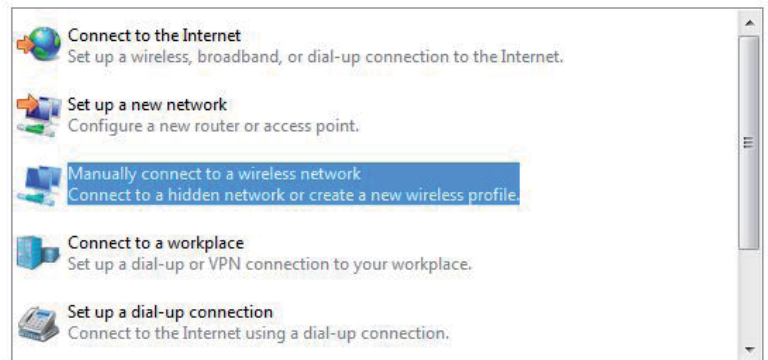 Connect to the Internet
Set up a wireless, broadband, or dial-up connection to the Internet.
Set up a new network
Configure a new router or access point.
Manually connect to a wireless network
Connect to a hidden network or create a new wireless profile.
Connect to a workplace
Set up a dial-up or VPN connection to your workplace.
Set up a dial-up connection
Connect to the Internet using a dial-up connection.